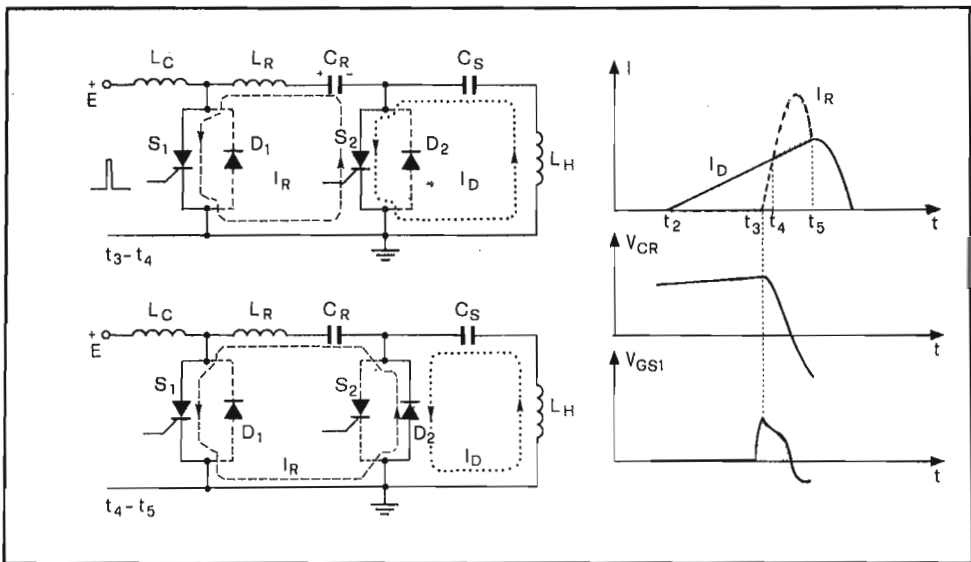 L_C L_R C_R C_S
+ E + -
S_1 D_1 S_2 D_2 L_H
I_R I_D
t_3-t_4
L_C L_R C_R C_S
+ E
S_1 D_1 S_2 D_2 L_H
I_R I_D
t_4-t_5
I
I_R
I_D
t_2 t_3 t_4 t_5 t
V_CR
t
V_GS1
t